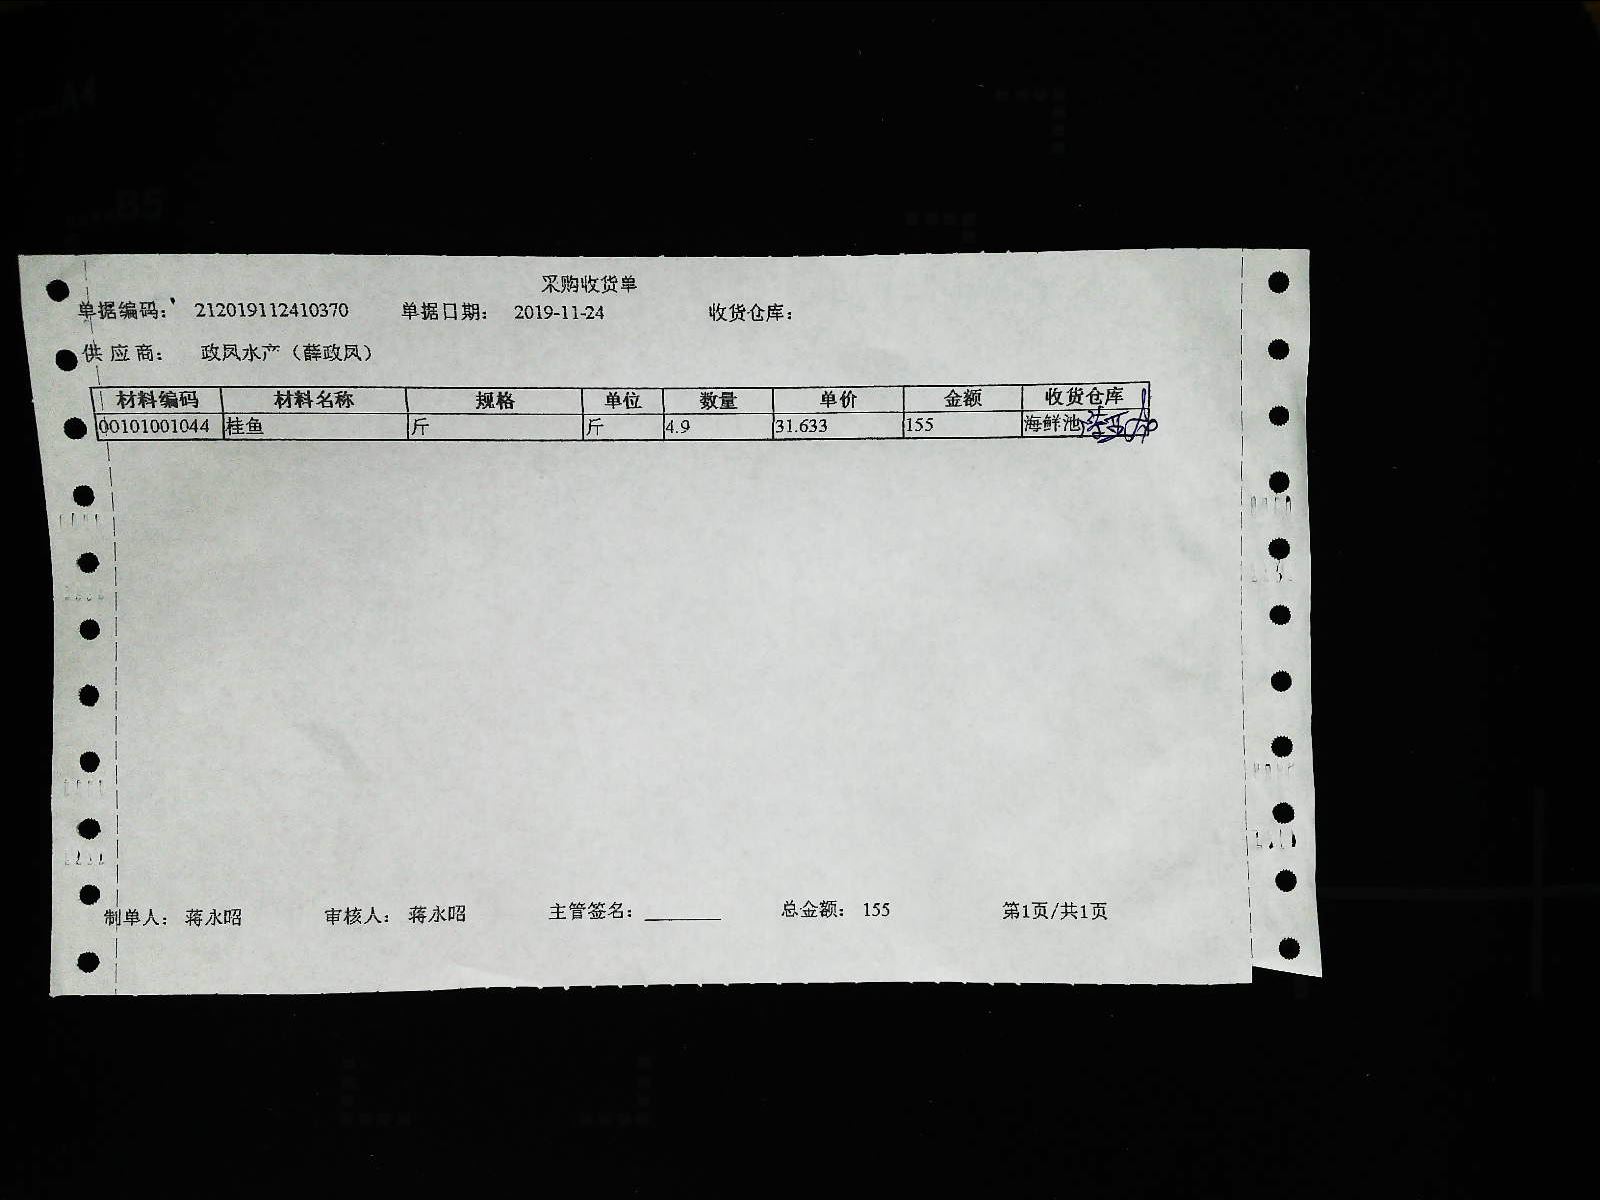 采购收货单
单据编码： 212019112410370 单据日期： 2019-11-24 收货仓库：
供应商： 政凤水产（薛政凤）
材料编码 材料名称 规格 单位 数量 单价 金额 收货仓库
00101001044 桂鱼 斤 斤 4.9 31.633 155 海鲜池
制单人： 蒋永昭 审核人： 蒋永昭 主管签名： 总金额： 155 第1页/共1页